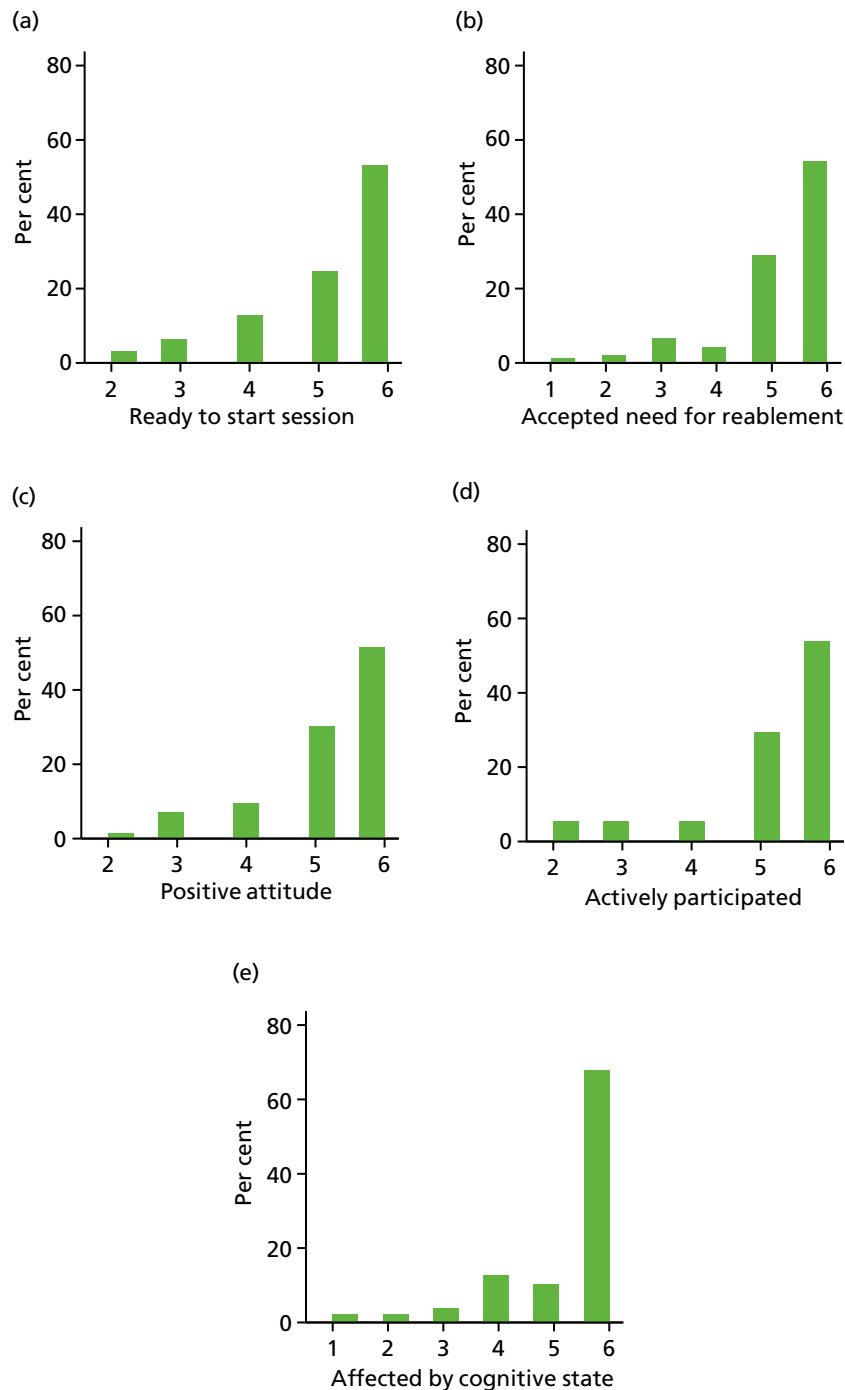 (a)
80
60
40
20
0
Per cent
2 3 4 5 6
Ready to start session
(b)
80
60
40
20
0
Per cent
1 2 3 4 5 6
Accepted need for reablement
(c)
80
60
40
20
0
Per cent
2 3 4 5 6
Positive attitude
(d)
80
60
40
20
0
Per cent
2 3 4 5 6
Actively participated
(e)
80
60
40
20
0
Per cent
1 2 3 4 5 6
Affected by cognitive state